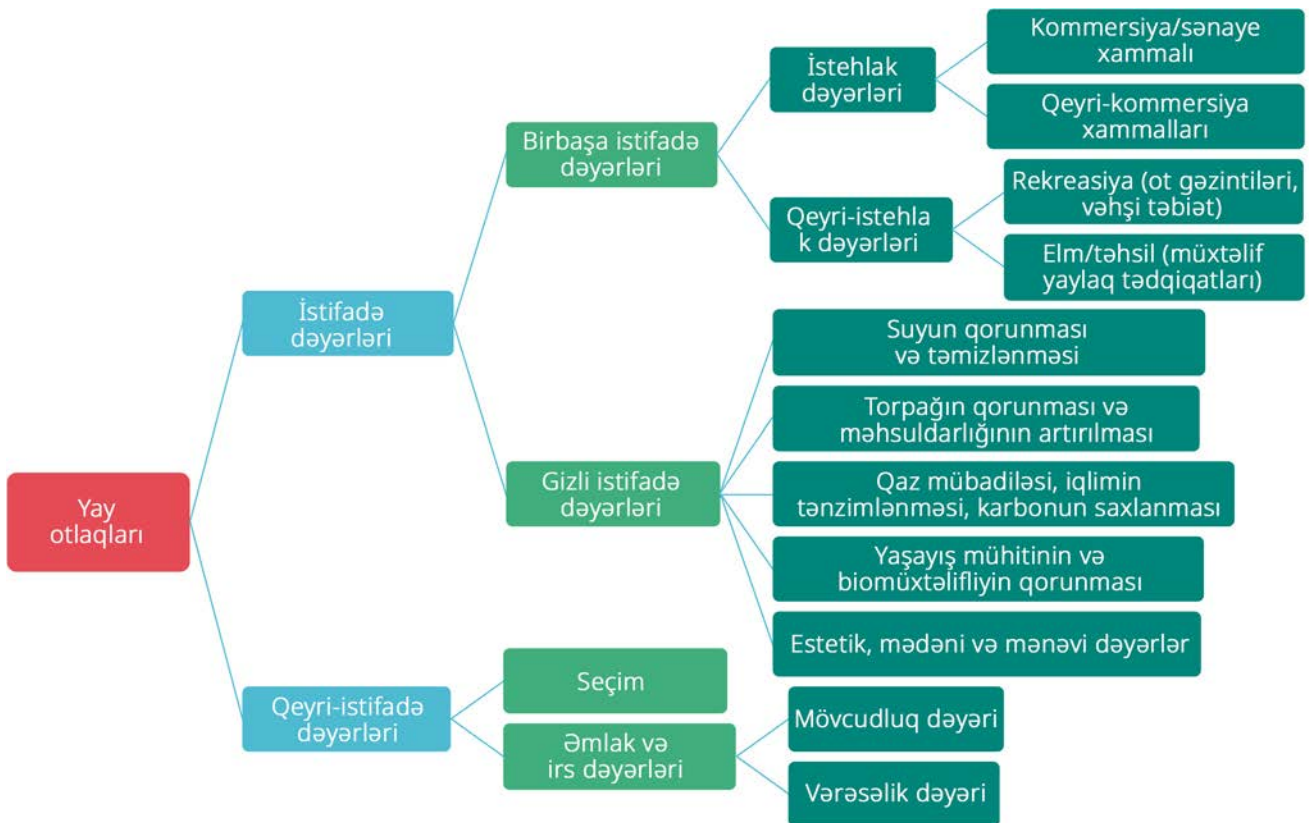 Yay
otlaqları
İstifadə
dəyərləri
Birbaşa istifadə
dəyərləri
İstehlak
dəyərləri
Kommersiya/sənaye
xammalı
Qeyri-kommersiya
xammalları
Qeyri-istehla
k dəyərləri
Rekreasiya (ot gəzintiləri,
vəhşi təbiət)
Elm/təhsil (müxtəlif
yaylaq tədqiqatları)
Gizli istifadə
dəyərləri
Suyun qorunması
və təmizlənməsi
Torpağın qorunması və
məhsuldarlığının artırılması
Qaz mübadiləsi, iqlimin
tənzimlənməsi, karbonun saxlanması
Yaşayış mühitinin və
biomüxtəlifliyin qorunması
Estetik, mədəni və mənəvi dəyərlər
Qeyri-istifadə
dəyərləri
Seçim
Əmlak və
irs dəyərləri
Mövcudluq dəyəri
Vərəsəlik dəyəri